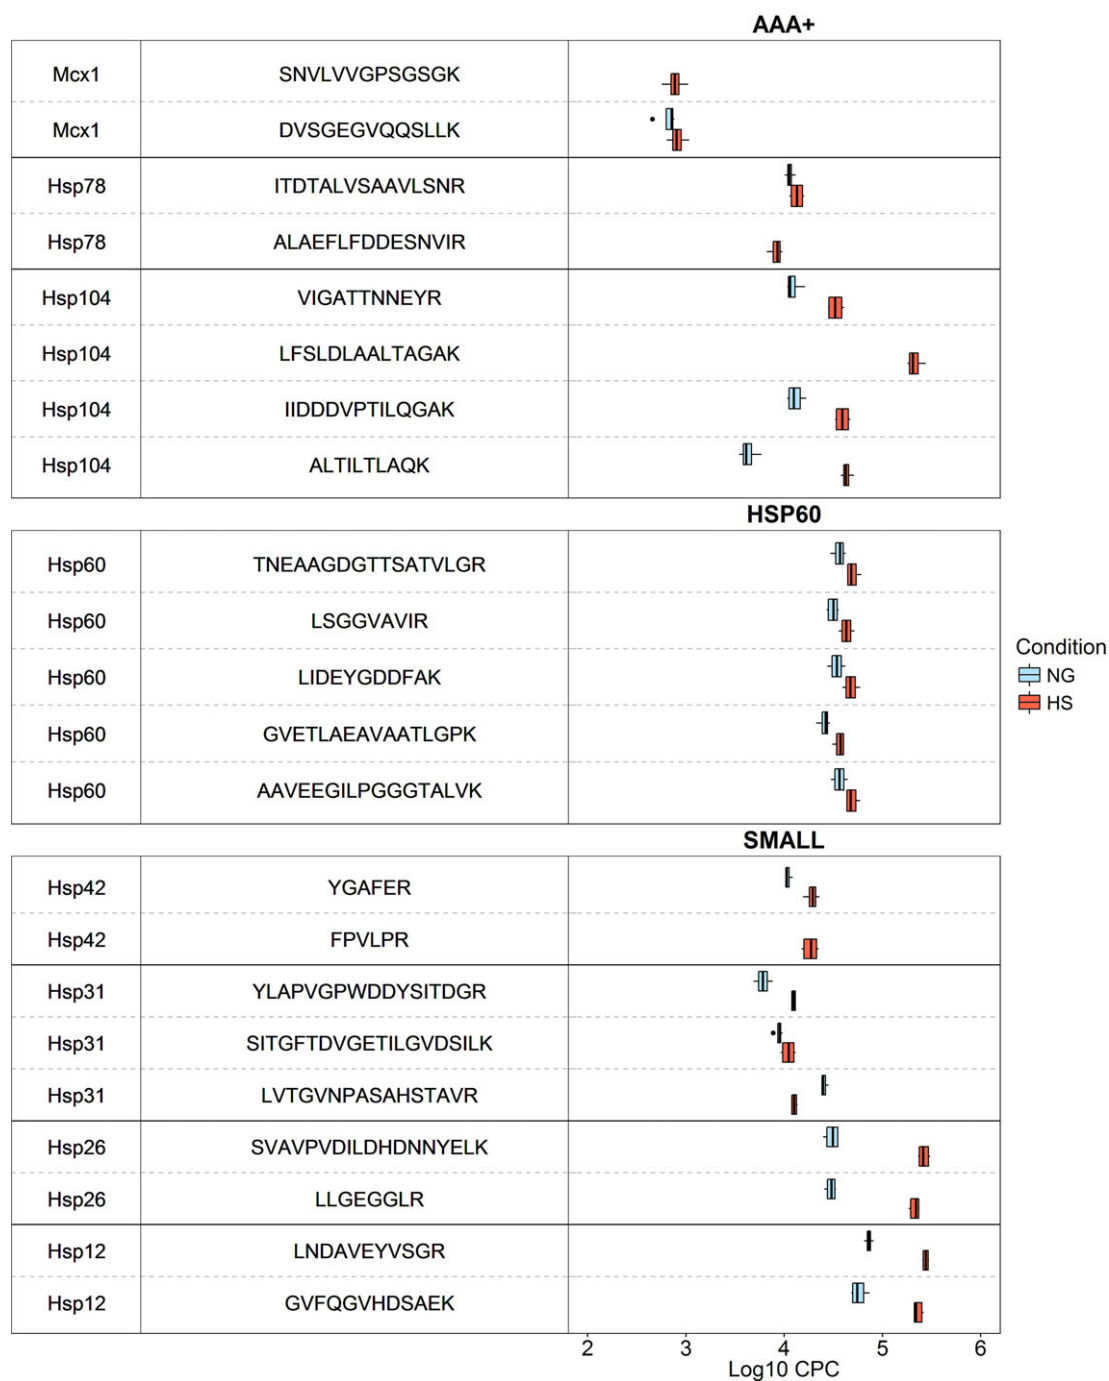 AAA+
Mcx1 SNVLVVGPSGSGK
Mcx1 DVSGEGVQQSLLK
Hsp78 ITDTALVSAAVLSNR
Hsp78 ALAEFLFDDESNVIR
Hsp104 VIGATTNNEYR
Hsp104 LFSLDLAALTAGAK
Hsp104 IIDDDVPTILQGAK
Hsp104 ALTILTLAQK
HSP60
Hsp60 TNEAAGDGTTSATVLGR
Hsp60 LSGGVAVIR
Hsp60 LIDEYGDDFAK
Hsp60 GVETLAEAVAATLGPK
Hsp60 AAVEEGILPGGGTALVK
Condition
NG
HS
SMALL
Hsp42 YGAFER
Hsp42 FPVLPR
Hsp31 YLAPVGPWDDYSITDGR
Hsp31 SITGFTDVGETILGVDSILK
Hsp31 LVTGVNPASAHSTAVR
Hsp26 SVAVPVDILDHDNNYELK
Hsp26 LLGEGGLR
Hsp12 LNDAVEYVSGR
Hsp12 GVFQGVHDSAEK
2 3 4 5 6
Log10 CPC